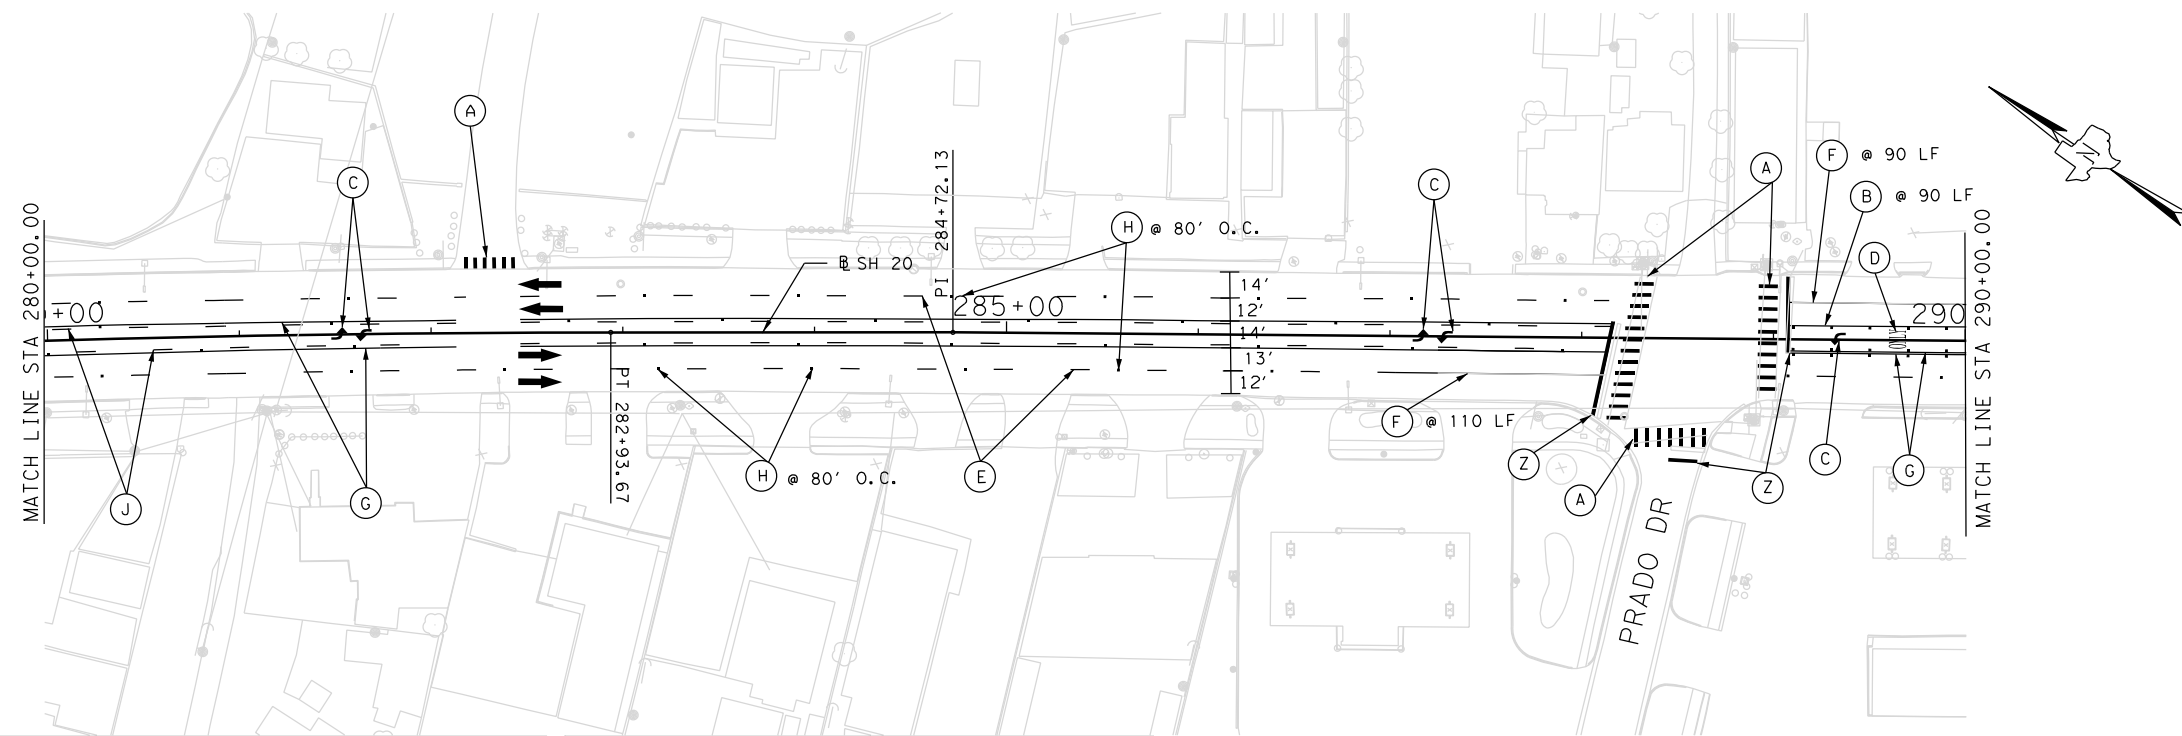 MATCH LINE STA 280+00.00
+00
A
C
J
G
PT 282+93.67
H @ 80' O.C.
BL SH 20
PI 284+72.13
285+00
H @ 80' O.C.
E
14'
12'
14'
13'
12'
C
F @ 110 LF
Z
A
A
F @ 90 LF
B @ 90 LF
D
ONLY
290
C
G
Z
PRADO DR
MATCH LINE STA 290+00.00
N